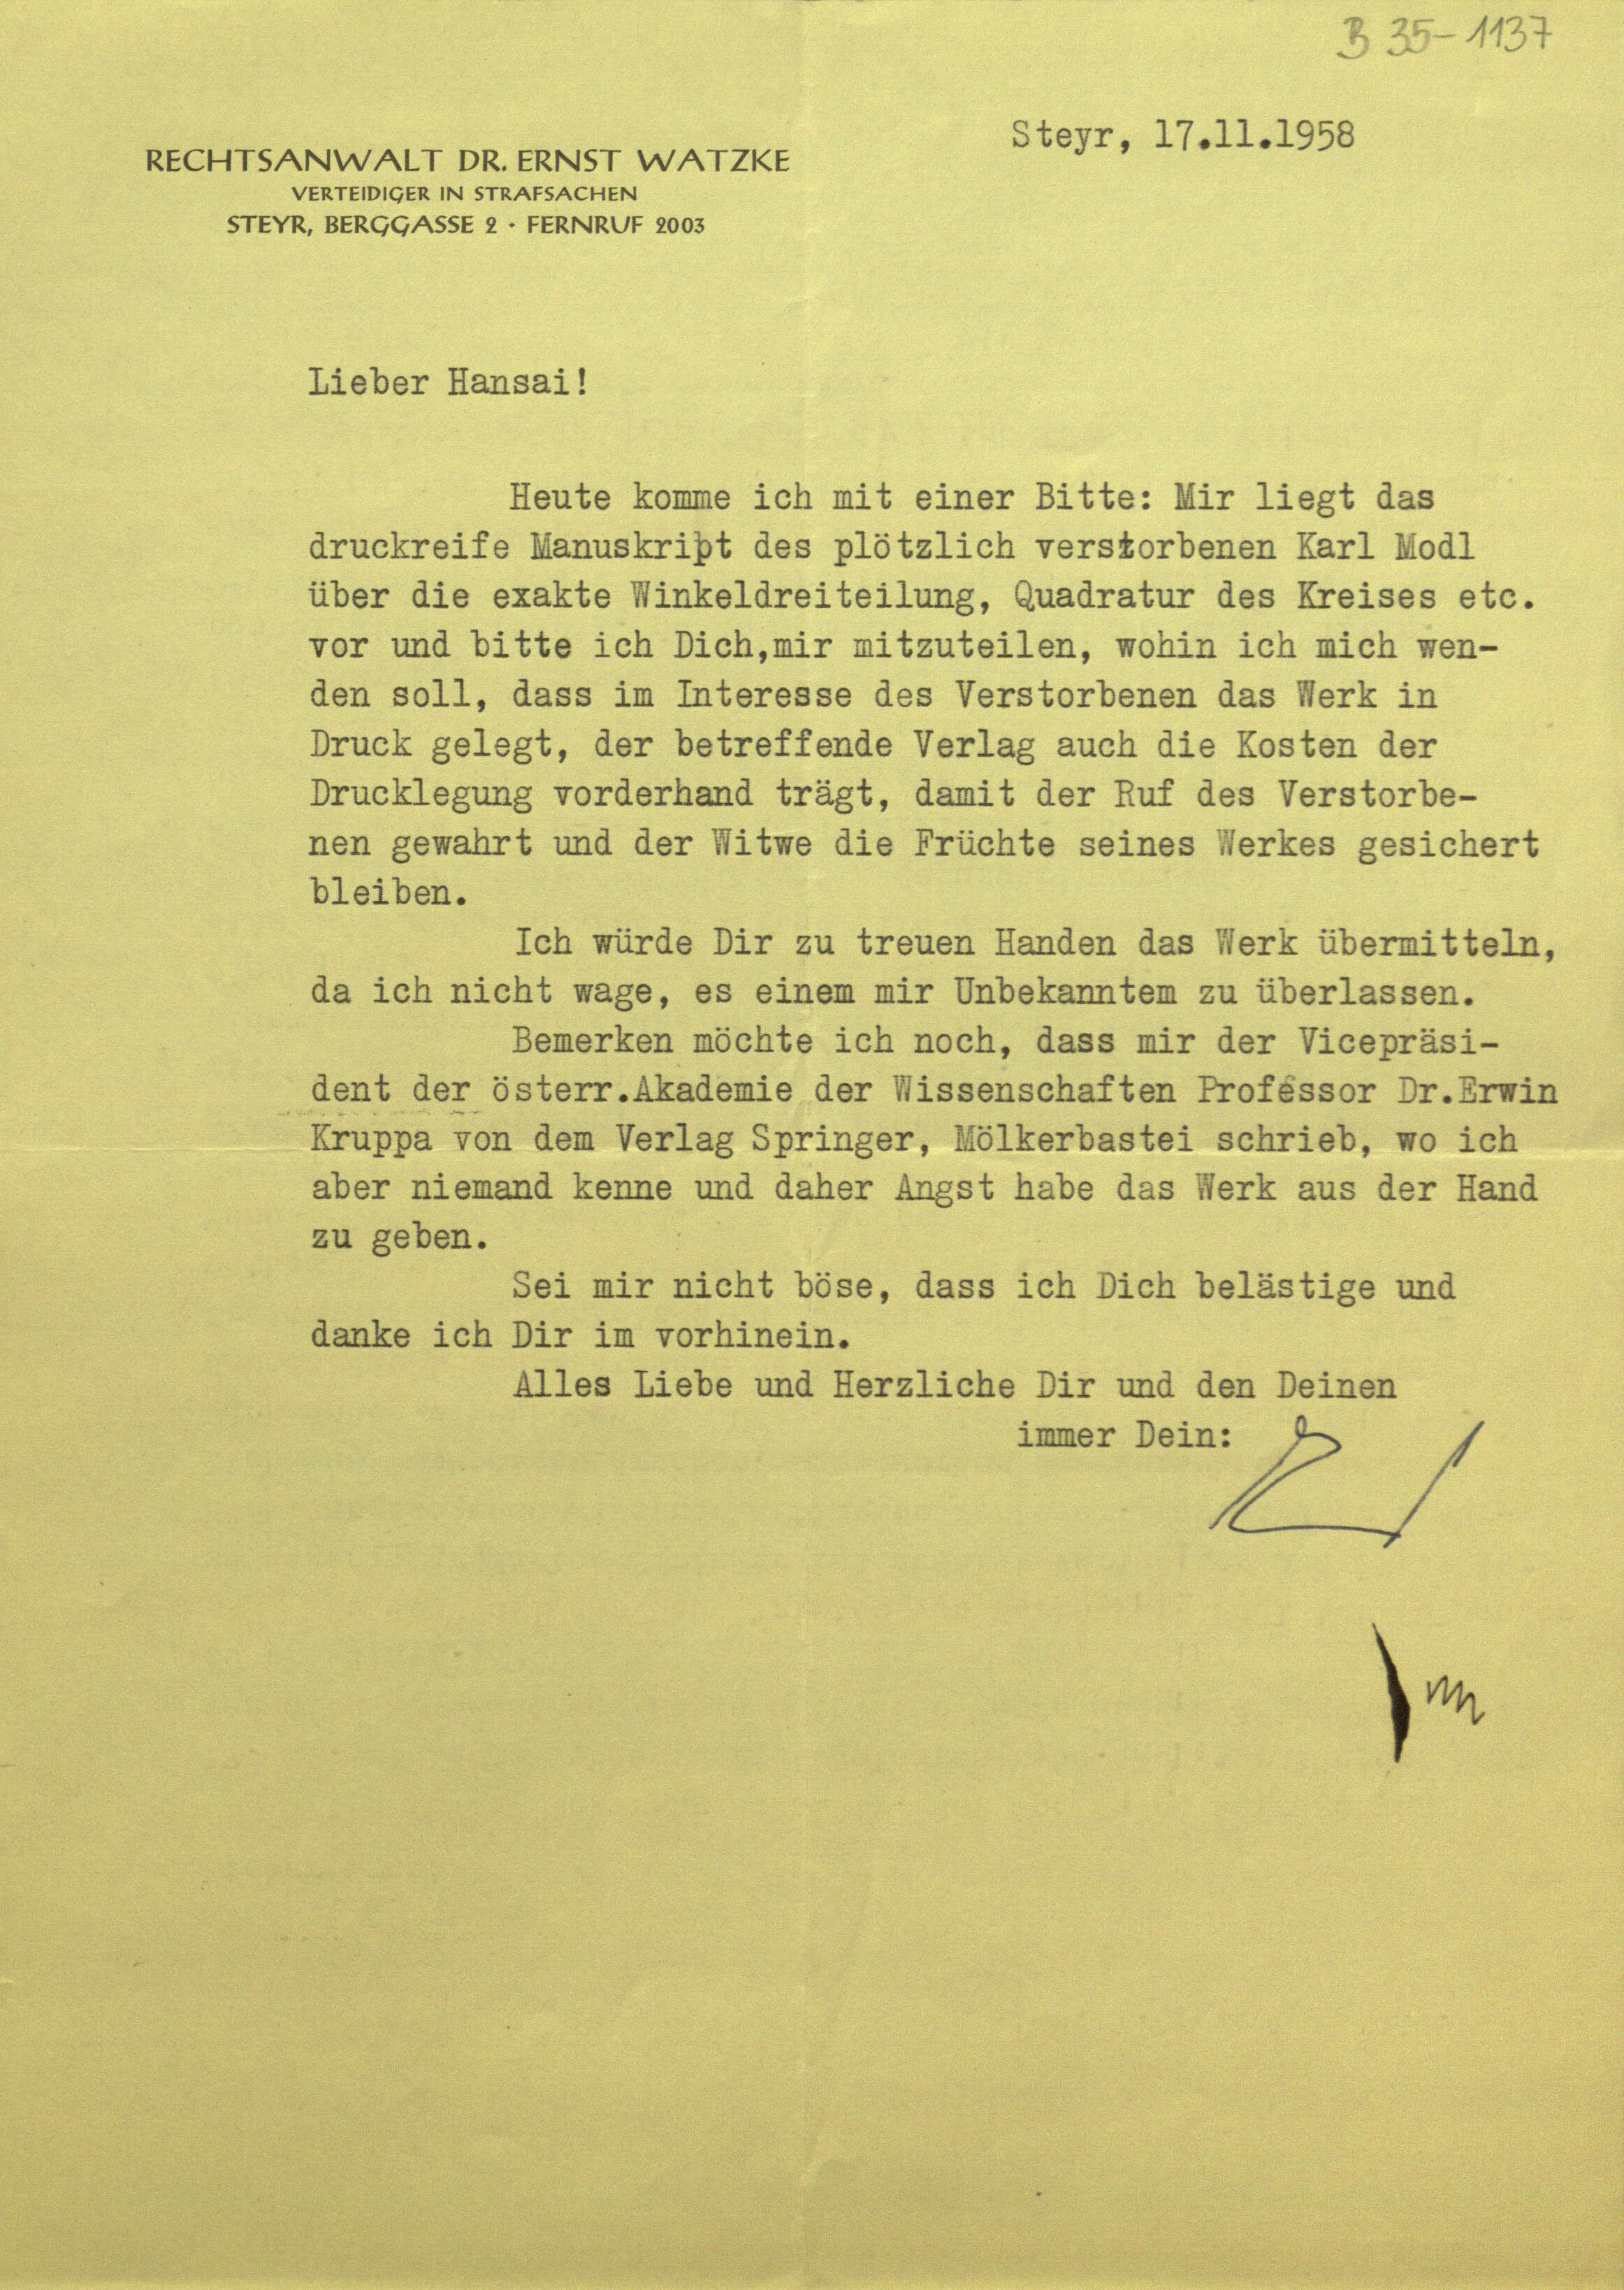 B 35-1137
Steyr, 17.11.1958
RECHTSANWALT DR. ERNST WATZKE
VERTEIDIGER IN STRAFSACHEN
STEYR, BERGGASSE 2 · FERNRUF 2003
Lieber Hansai!
Heute komme ich mit einer Bitte: Mir liegt das
druckreife Manuskript des plötzlich verstorbenen Karl Modl
über die exakte Winkeldreiteilung, Quadratur des Kreises etc.
vor und bitte ich Dich,mir mitzuteilen, wohin ich mich wen-
den soll, dass im Interesse des Verstorbenen das Werk in
Druck gelegt, der betreffende Verlag auch die Kosten der
Drucklegung vorderhand trägt, damit der Ruf des Verstorbe-
nen gewahrt und der Witwe die Früchte seines Werkes gesichert
bleiben.
Ich würde Dir zu treuen Handen das Werk übermitteln,
da ich nicht wage, es einem mir Unbekanntem zu überlassen.
Bemerken möchte ich noch, dass mir der Vicepräsi-
dent der österr.Akademie der Wissenschaften Professor Dr.Erwin
Kruppa von dem Verlag Springer, Mölkerbastei schrieb, wo ich
aber niemand kenne und daher Angst habe das Werk aus der Hand
zu geben.
Sei mir nicht böse, dass ich Dich belästige und
danke ich Dir im vorhinein.
Alles Liebe und Herzliche Dir und den Deinen
immer Dein: